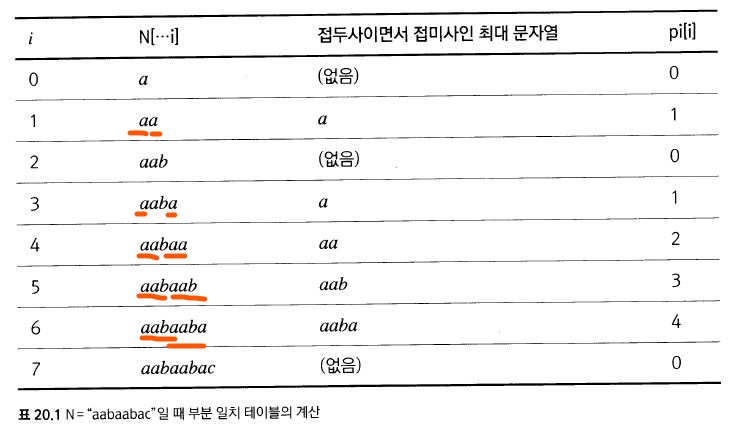 i N[…i] 접두사이면서 접미사인 최대 문자열 pi[i]
0 a (없음) 0
1 aa a 1
2 aab (없음) 0
3 aaba a 1
4 aabaa aa 2
5 aabaab aab 3
6 aabaaba aaba 4
7 aabaabac (없음) 0
표 20.1 N = “aabaabac”일 때 부분 일치 테이블의 계산